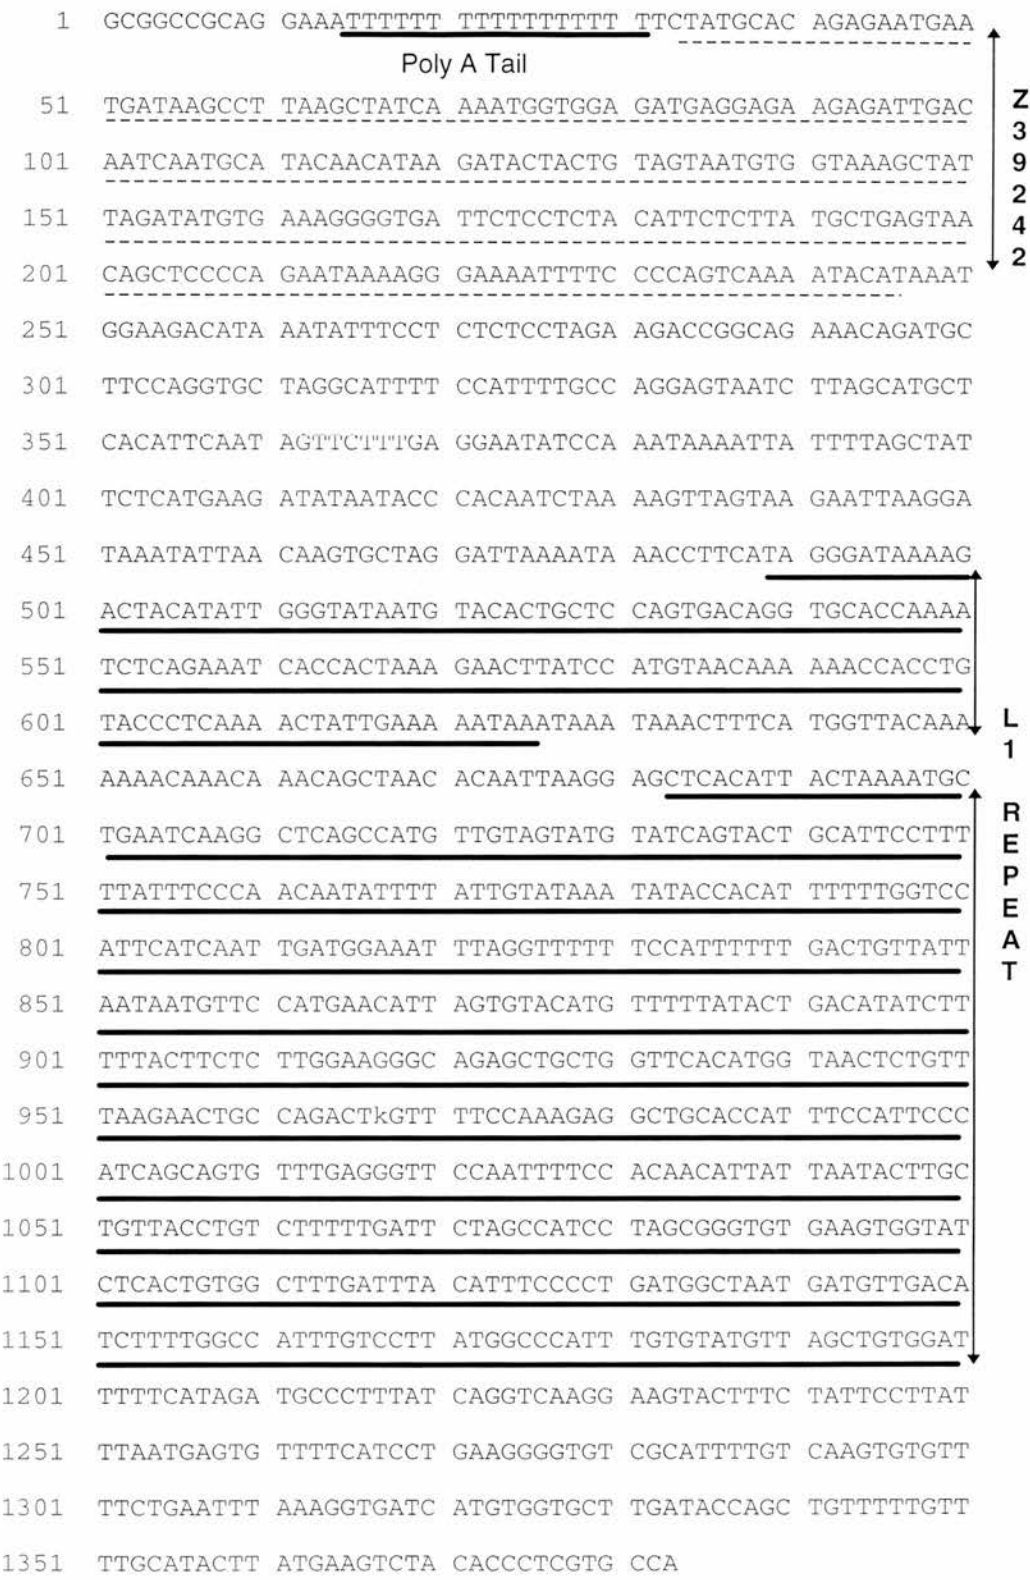 1 GCGGCCGCAG GAAATTTTTT TTTTTTTTTT TTCTATGCAC AGAGAATGAA
Poly A Tail
51 TGATAAGCCT TAAGCTATCA AAATGGTGGA GATGAGGAGA AGAGATTGAC
101 AATCAATGCA TACAACATAA GATACTACTG TAGTAATGTG GTAAAGCTAT
151 TAGATATGTG AAAGGGGTGA TTCTCCTCTA CATTCTCTTA TGCTGAGTAA
201 CAGCTCCCCA GAATAAAAGG GAAAATTTTC CCCAGTCAAA ATACATAAAT
Z39242
251 GGAAGACATA AATATTTCCT CTCTCCTAGA AGACCGGCAG AAACAGATGC
301 TTCCAGGTGC TAGGCATTTT CCATTTTGCC AGGAGTAATC TTAGCATGCT
351 CACATTCAAT AGTTCTTTGA GGAATATCCA AATAAAATTA TTTTAGCTAT
401 TCTCATGAAG ATATAATACC CACAATCTAA AAGTTAGTAA GAATTAAGGA
451 TAAATATTAA CAAGTGCTAG GATTAAAATA AACCTTCATA GGGATAAAAG
501 ACTACATATT GGGTATAATG TACACTGCTC CAGTGACAGG TGCACCAAAA
551 TCTCAGAAAT CACCACTAAA GAACTTATCC ATGTAACAAA AAACCACCTG
601 TACCCTCAAA ACTATTGAAA AATAAATAAA TAAACTTTCA TGGTTACAAA
651 AAAACAAACA AACAGCTAAC ACAATTAAGG AGCTCACATT ACTAAAATGC
701 TGAATCAAGG CTCAGCCATG TTGTAGTATG TATCAGTACT GCATTCCTTT
751 TTATTTCCCA ACAATATTTT ATTGTATAAA TATACCACAT TTTTTGGTCC
801 ATTCATCAAT TGATGGAAAT TTAGGTTTTT TCCATTTTTT GACTGTTATT
L1 REPEAT
851 AATAATGTTC CATGAACATT AGTGTACATG TTTTTATACT GACATATCTT
901 TTTACTTCTC TTGGAAGGGC AGAGCTGCTG GTTCACATGG TAACTCTGTT
951 TAAGAACTGC CAGACTkGTT TTCCAAAGAG GCTGCACCAT TTCCATTCCC
1001 ATCAGCAGTG TTTGAGGGTT CCAATTTTCC ACAACATTAT TAATACTTGC
1051 TGTTACCTGT CTTTTTGATT CTAGCCATCC TAGCGGGTGT GAAGTGGTAT
1101 CTCACTGTGG CTTTGATTTA CATTTCCCCT GATGGCTAAT GATGTTGACA
1151 TCTTTTGGCC ATTTGTCCTT ATGGCCCATT TGTGTATGTT AGCTGTGGAT
1201 TTTTCATAGA TGCCCTTTAT CAGGTCAAGG AAGTACTTTC TATTCCTTAT
1251 TTAATGAGTG TTTTCATCCT GAAGGGGTGT CGCATTTTGT CAAGTGTGTT
1301 TTCTGAATTT AAAGGTGATC ATGTGGTGCT TGATACCAGC TGTTTTTGTT
1351 TTGCATACTT ATGAAGTCTA CACCCTCGTG CCA